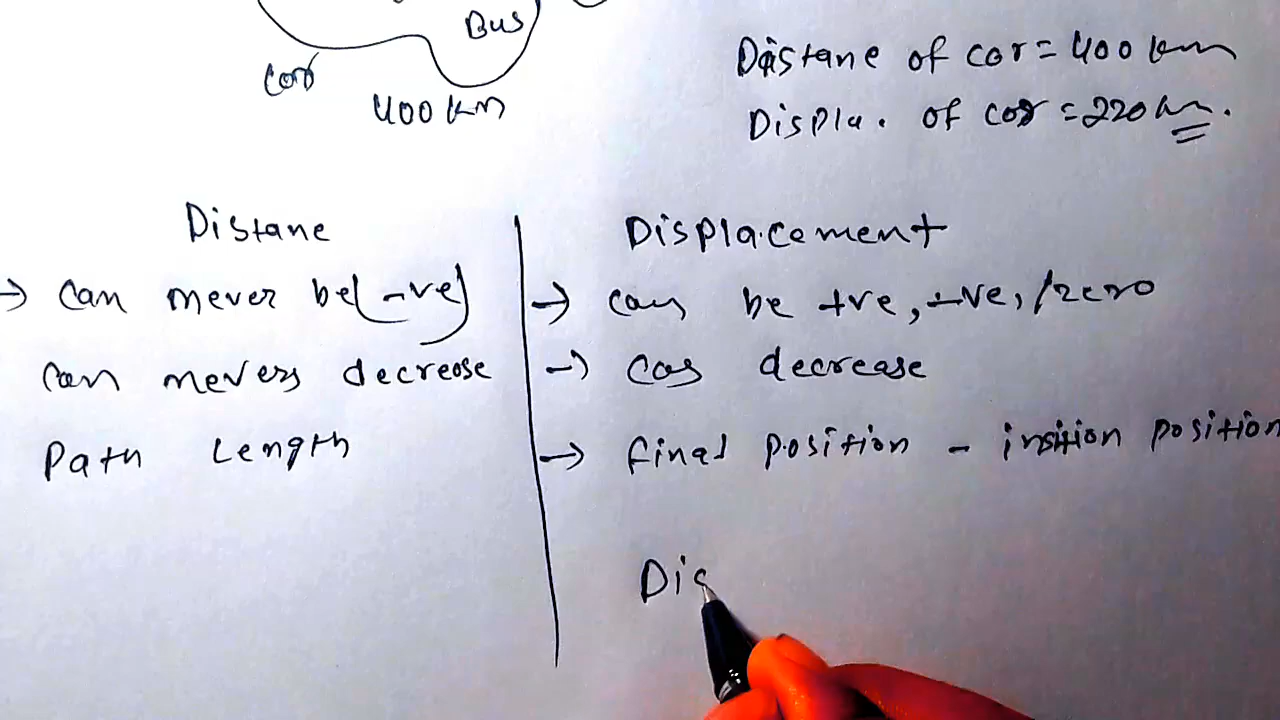 Bus
Car
400 km
Distane of car = 400 km
Displa. of car = 220 km.
Distane
→ can never be (-ve)
can nevers decrease
Path Length
Displacement
→ can be +ve, -ve, /zero
→ can decrease
→ final position - position
Dis